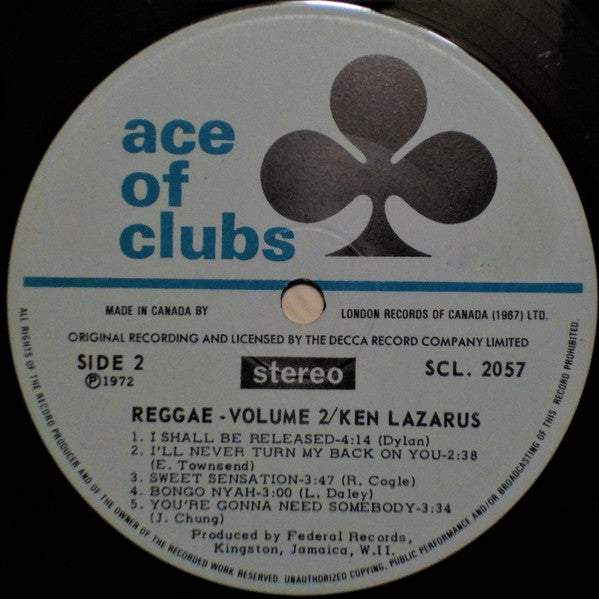 ace
of
clubs
MADE IN CANADA BY
LONDON RECORDS OF CANADA (1967) LTD.
ORIGINAL RECORDING AND LICENSED BY THE DECCA RECORD COMPANY LIMITED
SIDE 2
Ⓟ1972
stereo
SCL. 2057
REGGAE - VOLUME 2/KEN LAZARUS
1. I SHALL BE RELEASED-4:14 (Dylan)
2. I'LL NEVER TURN MY BACK ON YOU-2:38
(E. Townsend)
3. SWEET SENSATION-3:47 (R. Cogle)
4. BONGO NYAH-3:00 (L. Daley)
5. YOU'RE GONNA NEED SOMEBODY-3:34
(J. Chung)
Produced by Federal Records,
Kingston, Jamaica, W.I.
ALL RIGHTS OF THE RECORD PRODUCER AND OF THE OWNER OF THE RECORDED WORK RESERVED. UNAUTHORIZED COPYING, PUBLIC PERFORMANCE AND/OR BROADCASTING OF THIS RECORD PROHIBITED.